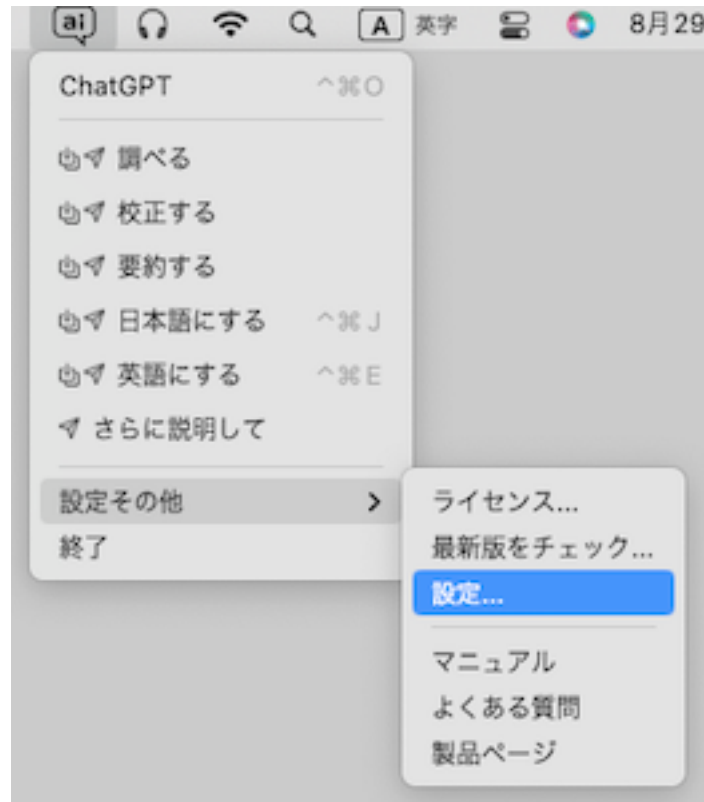 ai A 英字 8月29
ChatGPT ^⌘O
調べる
校正する
要約する
日本語にする ^⌘J
英語にする ^⌘E
さらに説明して
設定その他
終了
ライセンス...
最新版をチェック...
設定...
マニュアル
よくある質問
製品ページ